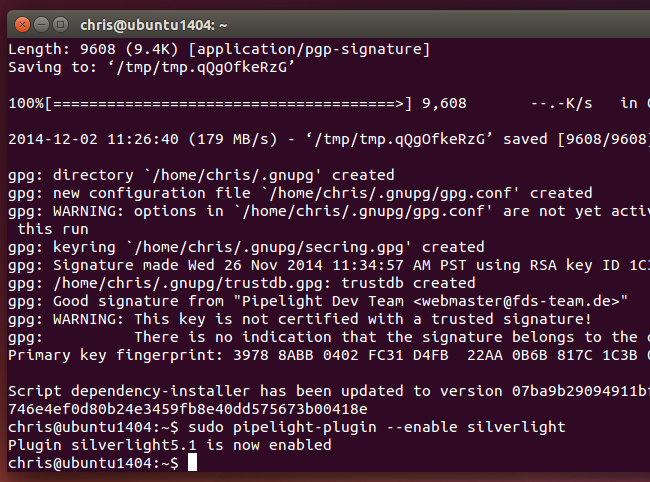 chris@ubuntu1404: ~
Length: 9608 (9.4K) [application/pgp-signature]
Saving to: ‘/tmp/tmp.qQgOfkeRzG’
100%[======================================>] 9,608       --.-K/s   in
2014-12-02 11:26:40 (179 MB/s) - ‘/tmp/tmp.qQgOfkeRzG’ saved [9608/9608]
gpg: directory `/home/chris/.gnupg' created
gpg: new configuration file `/home/chris/.gnupg/gpg.conf' created
gpg: WARNING: options in `/home/chris/.gnupg/gpg.conf' are not yet activ
 this run
gpg: keyring `/home/chris/.gnupg/secring.gpg' created
gpg: Signature made Wed 26 Nov 2014 11:34:57 AM PST using RSA key ID 1C3
gpg: /home/chris/.gnupg/trustdb.gpg: trustdb created
gpg: Good signature from "Pipelight Dev Team <webmaster@fds-team.de>"
gpg: WARNING: This key is not certified with a trusted signature!
gpg:          There is no indication that the signature belongs to the
Primary key fingerprint: 3978 8ABB 0402 FC31 D4FB  22AA 0B6B 817C 1C3B
Script dependency-installer has been updated to version 07ba9b29094911b
746e4ef0d80b24e3459fb8e40dd575673b00418e
chris@ubuntu1404:~$ sudo pipelight-plugin --enable silverlight
Plugin silverlight5.1 is now enabled
chris@ubuntu1404:~$